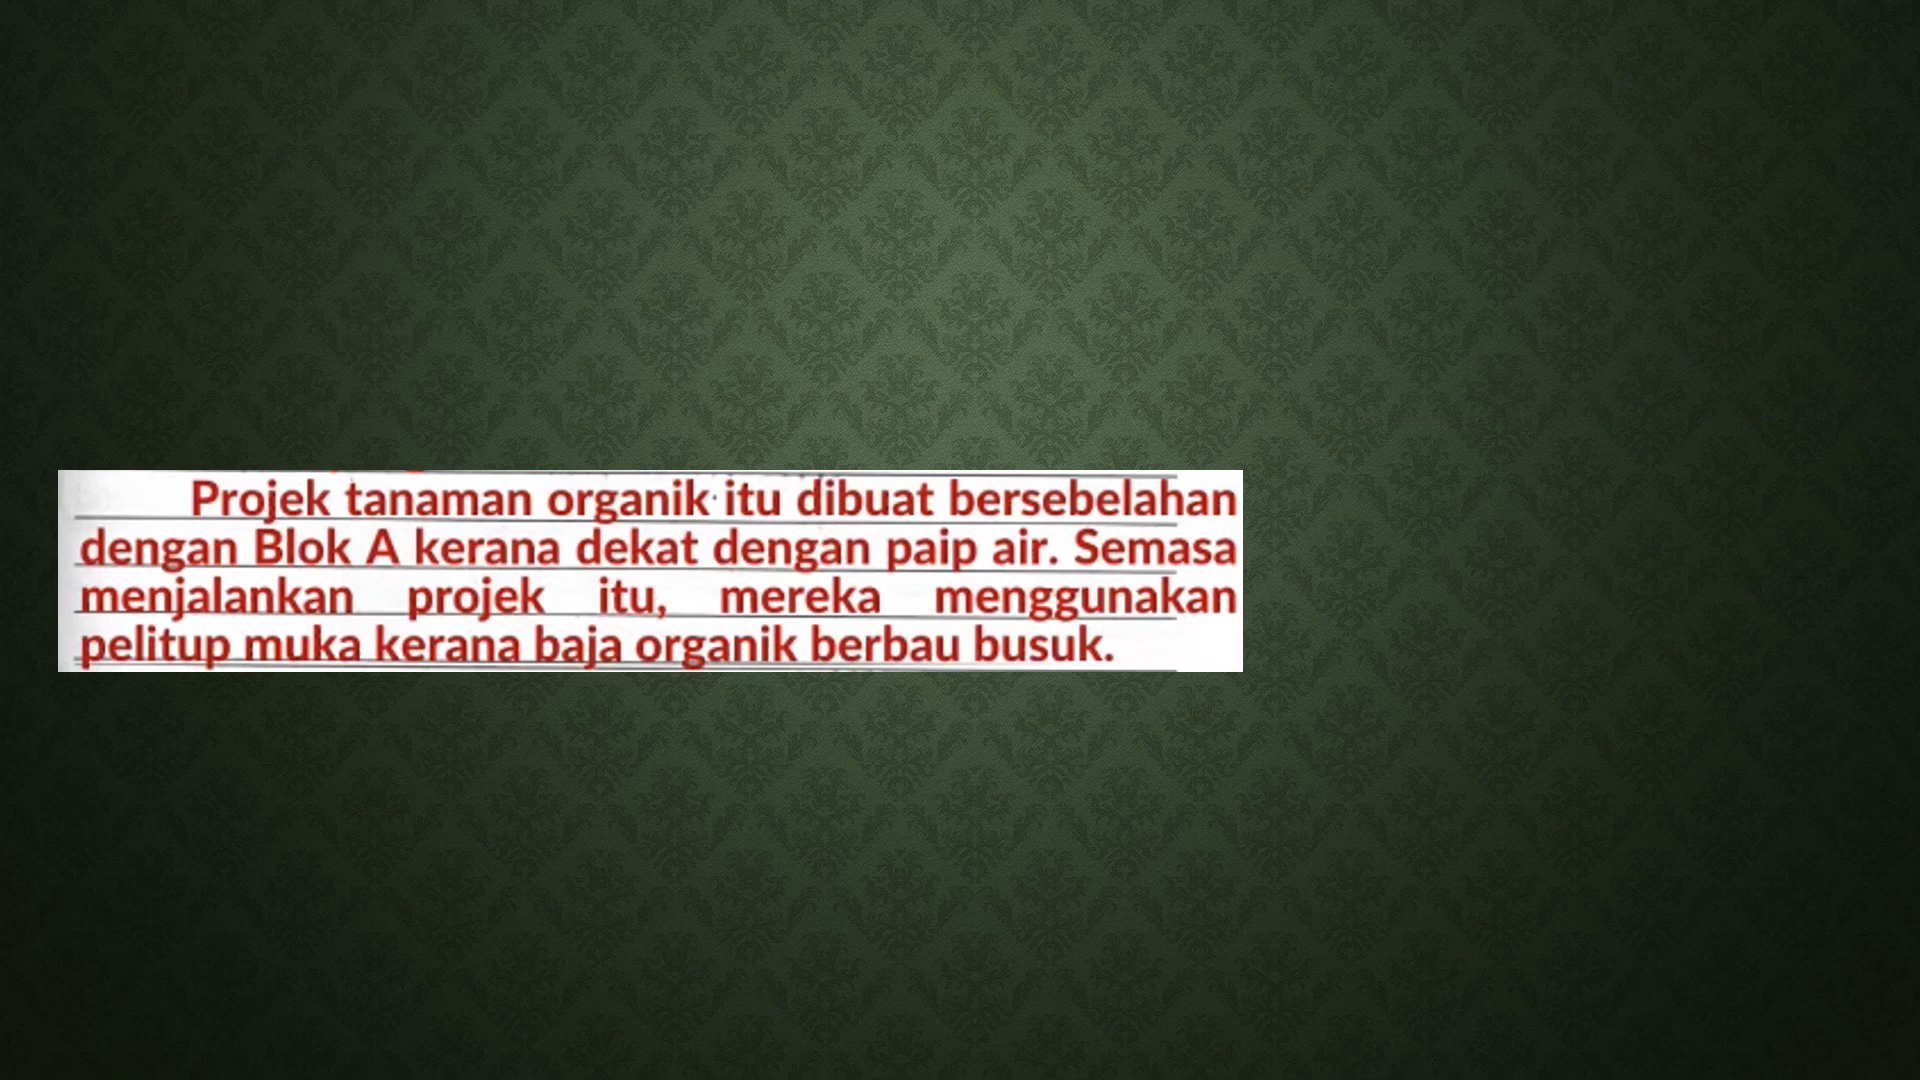 Projek tanaman organik itu dibuat bersebelahan
dengan Blok A kerana dekat dengan paip air. Semasa
menjalankan projek itu, mereka menggunakan
pelitup muka kerana baja organik berbau busuk.